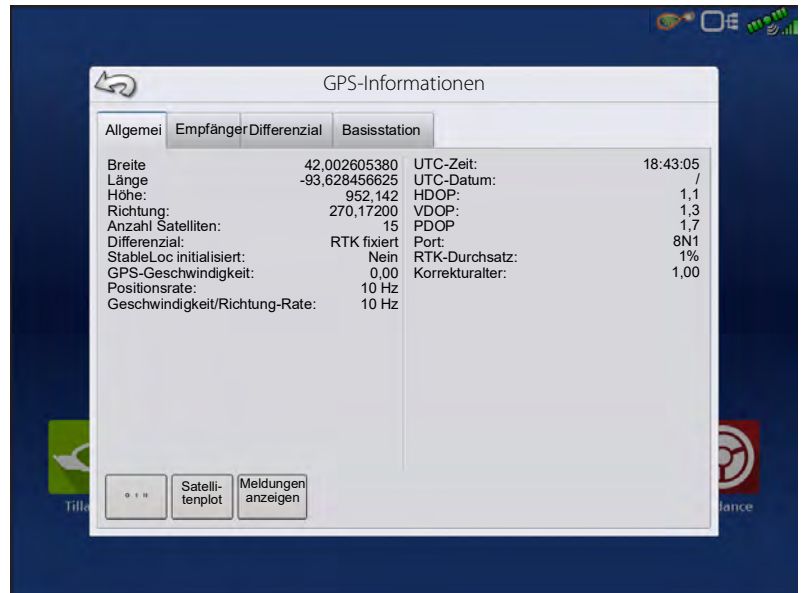 GPS-Informationen
Allgemei Empfänger Differenzial Basisstation
Breite 42,002605380
Länge -93,628456625
Höhe: 952,142
Richtung: 270,17200
Anzahl Satelliten: 15
Differenzial: RTK fixiert
StableLoc initialisiert: Nein
GPS-Geschwindigkeit: 0,00
Positionsrate: 10 Hz
Geschwindigkeit/Richtung-Rate: 10 Hz
UTC-Zeit: 18:43:05
UTC-Datum: /
HDOP: 1,1
VDOP: 1,3
PDOP 1,7
Port: 8N1
RTK-Durchsatz: 1%
Korrekturalter: 1,00
Satelli-
tenplot
Meldungen
anzeigen
Tilla
dance